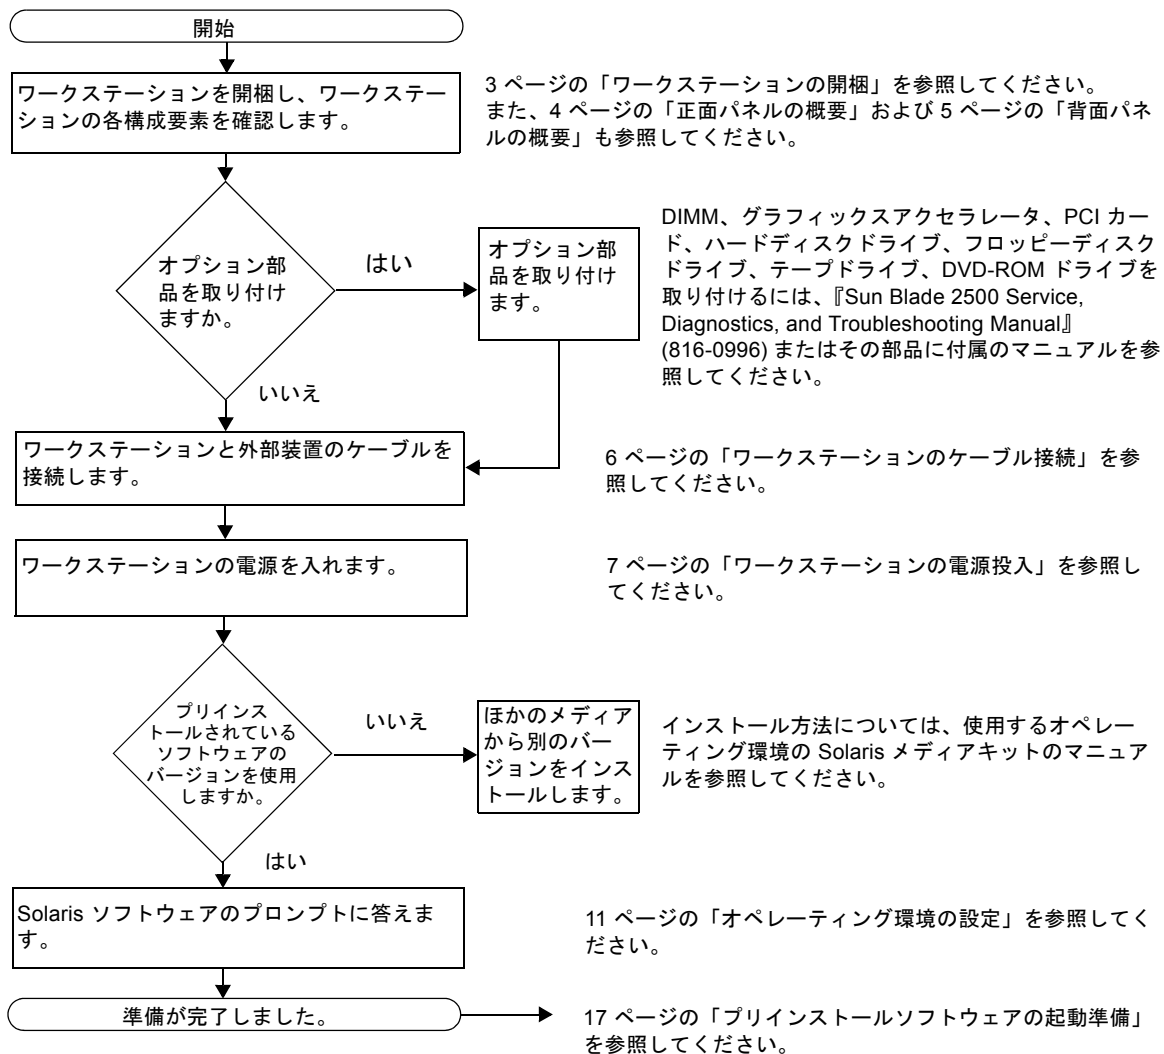 開始
ワークステーションを開梱し、ワークステー
ションの各構成要素を確認します。
3 ページの「ワークステーションの開梱」を参照してください。
また、4 ページの「正面パネルの概要」および 5 ページの「背面パネ
ルの概要」も参照してください。
オプション部
品を取り付け
ますか。
はい
オプション部
品を取り付け
ます。
DIMM、グラフィックスアクセラレータ、PCI カー
ド、ハードディスクドライブ、フロッピーディスク
ドライブ、テープドライブ、DVD-ROM ドライブを
取り付けるには、『Sun Blade 2500 Service,
Diagnostics, and Troubleshooting Manual』
(816-0996) またはその部品に付属のマニュアルを参
照してください。
いいえ
ワークステーションと外部装置のケーブルを
接続します。
6 ページの「ワークステーションのケーブル接続」を参
照してください。
ワークステーションの電源を入れます。
7 ページの「ワークステーションの電源投入」を参照し
てください。
プリインス
トールされている
ソフトウェアの
バージョンを使用
しますか。
いいえ
ほかのメディア
から別のバー
ジョンをインス
トールします。
インストール方法については、使用するオペレー
ティング環境の Solaris メディアキットのマニュア
ルを参照してください。
はい
Solaris ソフトウェアのプロンプトに答えま
す。
11 ページの「オペレーティング環境の設定」を参照してく
ださい。
準備が完了しました。
17 ページの「プリインストールソフトウェアの起動準備」
を参照してください。